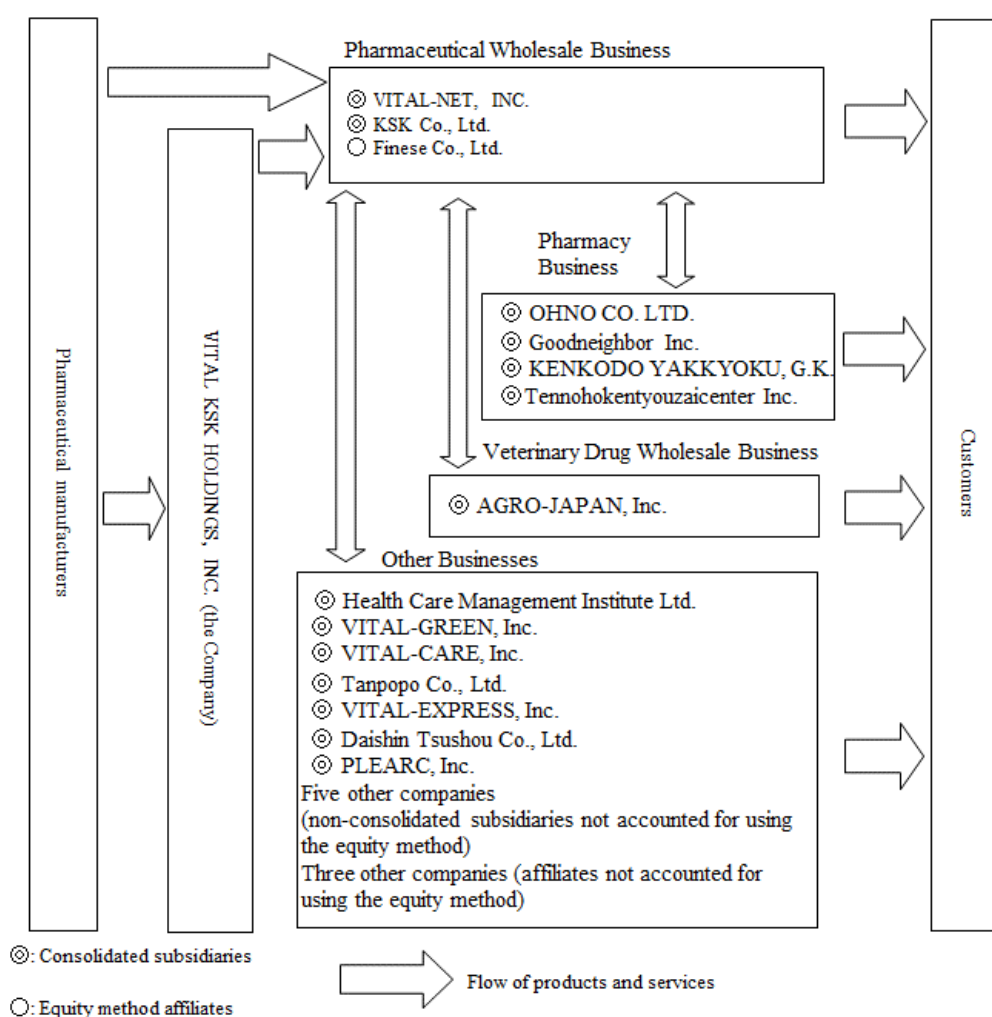 Pharmaceutical manufacturers
VITAL KSK HOLDINGS, INC. (the Company)
Pharmaceutical Wholesale Business
◎ VITAL-NET, INC.
◎ KSK Co., Ltd.
○ Finese Co., Ltd.
Pharmacy
Business
◎ OHNO CO. LTD.
◎ Goodneighbor Inc.
◎ KENKODO YAKKYOKU, G.K.
◎ Tennohokentyouzaicenter Inc.
Veterinary Drug Wholesale Business
◎ AGRO-JAPAN, Inc.
Other Businesses
◎ Health Care Management Institute Ltd.
◎ VITAL-GREEN, Inc.
◎ VITAL-CARE, Inc.
◎ Tanpopo Co., Ltd.
◎ VITAL-EXPRESS, Inc.
◎ Daishin Tsushou Co., Ltd.
◎ PLEARC, Inc.
Five other companies
(non-consolidated subsidiaries not accounted for using
the equity method)
Three other companies (affiliates not accounted for
using the equity method)
Customers
◎: Consolidated subsidiaries
○: Equity method affiliates
Flow of products and services